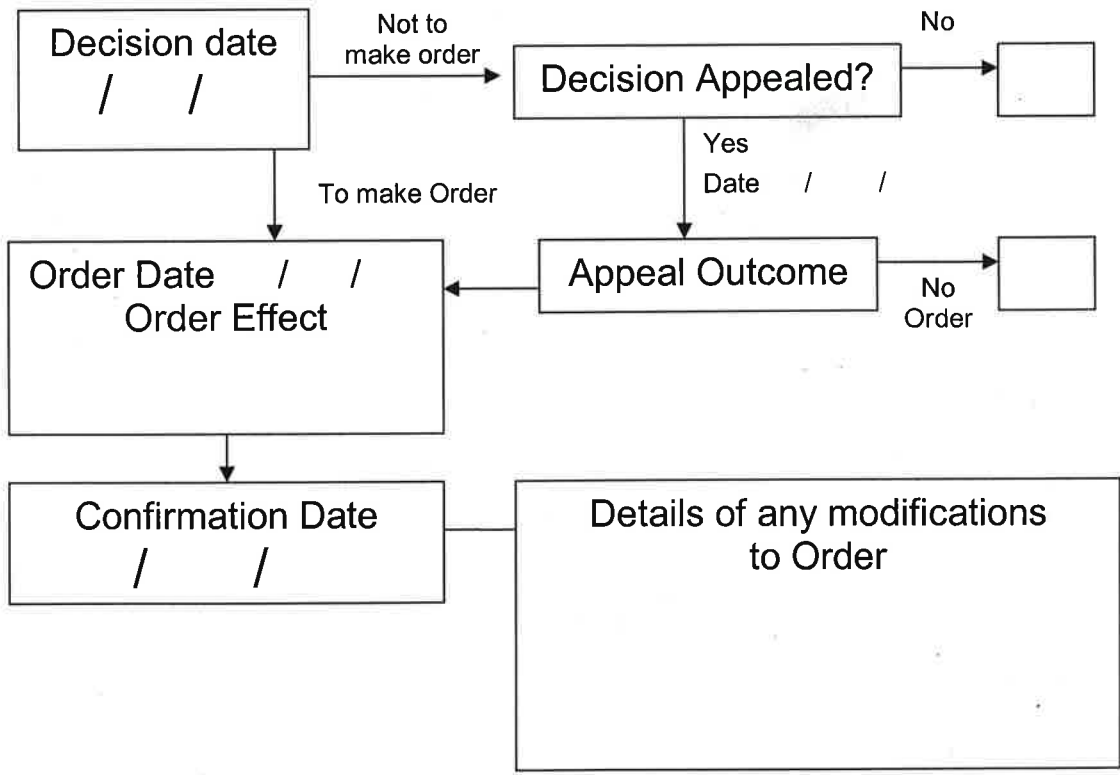 Decision date
/ /
Not to
make order
Decision Appealed?
No
Yes
Date / /
To make Order
Order Date / /
Order Effect
Appeal Outcome
No
Order
Confirmation Date
/ /
Details of any modifications
to Order